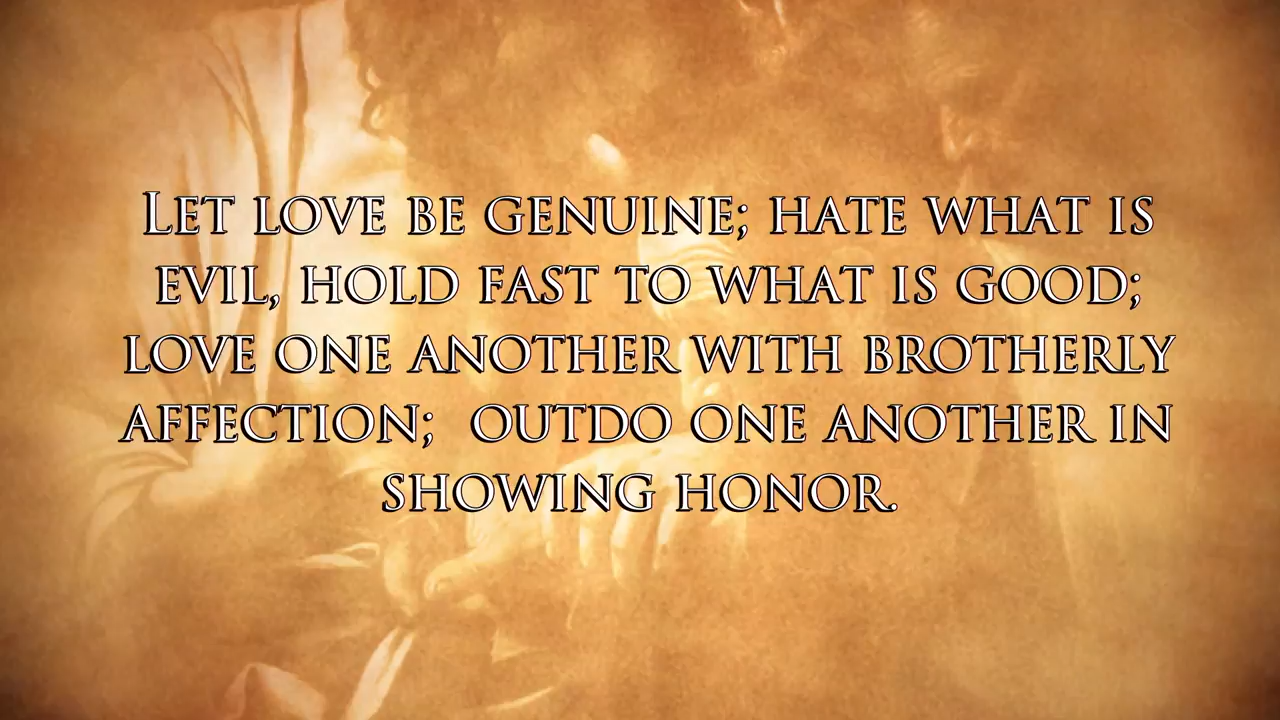 Let love be genuine; hate what is
evil, hold fast to what is good;
love one another with brotherly
affection;  outdo one another in
showing honor.